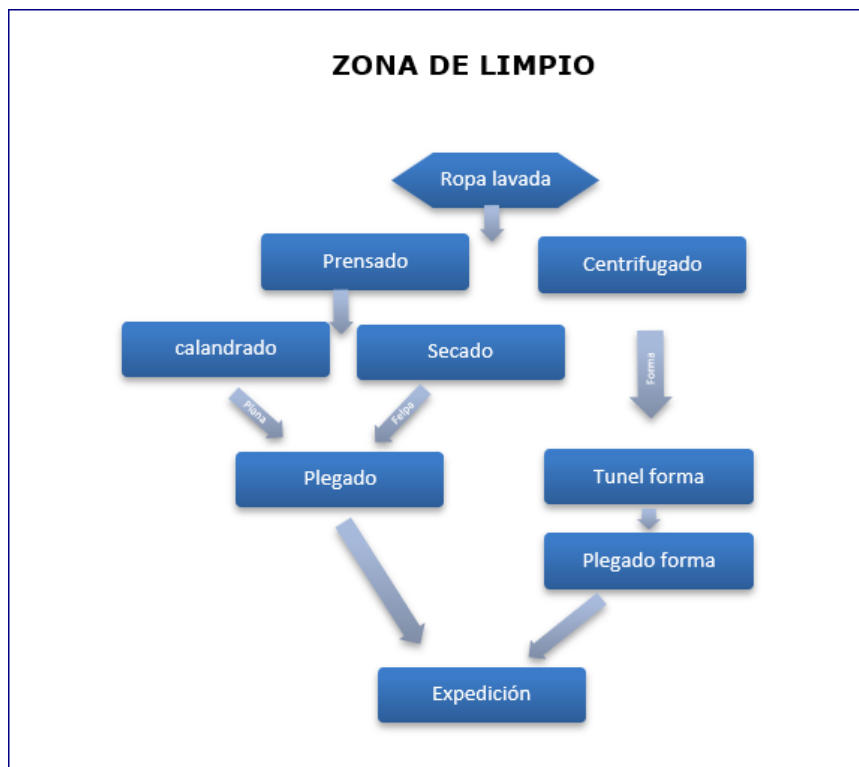 ZONA DE LIMPIO
Ropa lavada
Prensado
Centrifugado
calandrado
Secado
Forma
Plana
Felpa
Plegado
Tunel forma
Plegado forma
Expedición